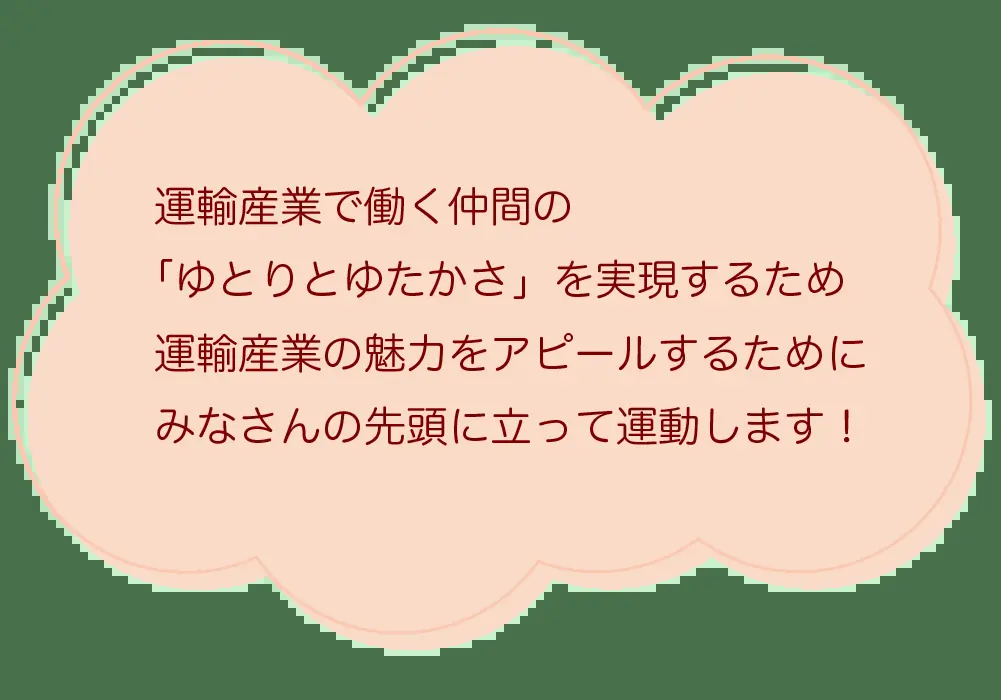 運輸産業で働く仲間の
「ゆとりとゆたかさ」を実現するため
運輸産業の魅力をアピールするために
みなさんの先頭に立って運動します！